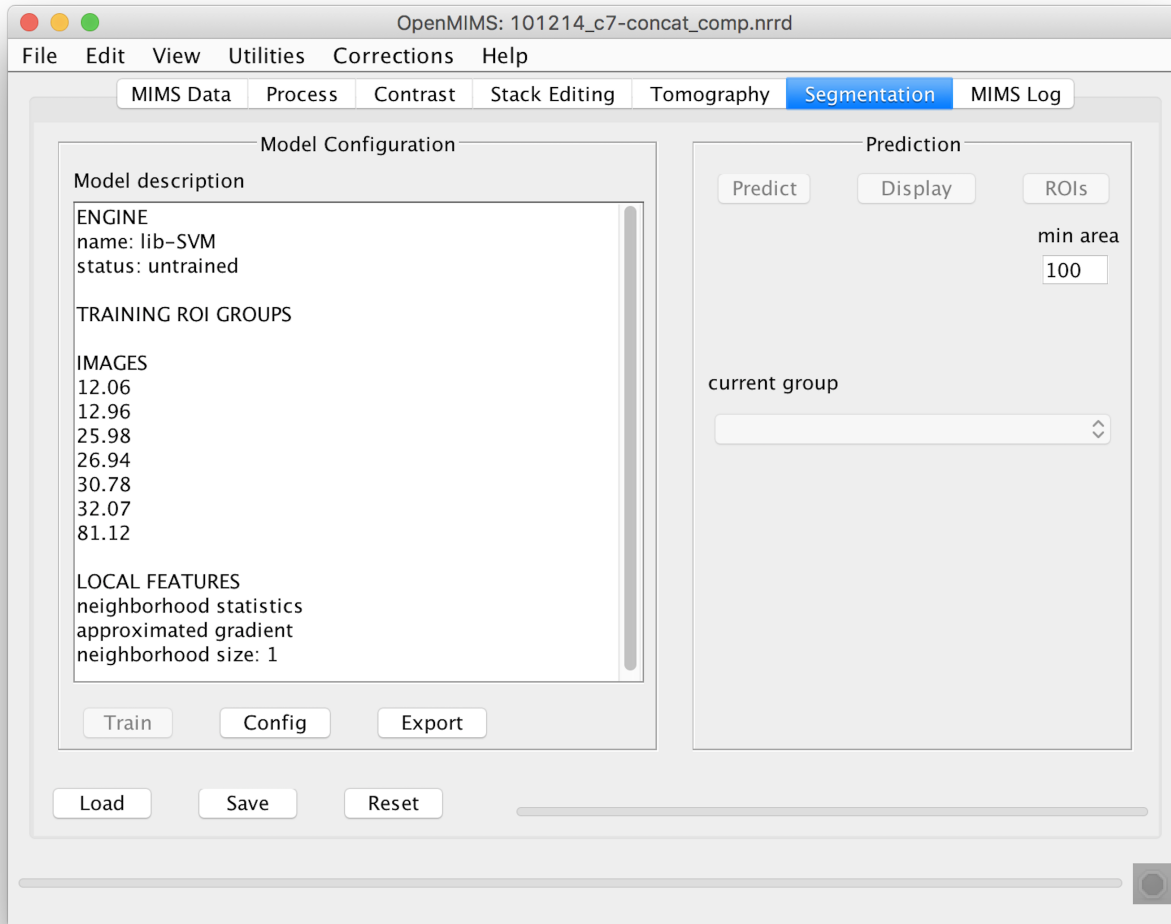 OpenMIMS: 101214_c7-concat_comp.nrrd
File Edit View Utilities Corrections Help
MIMS Data Process Contrast Stack Editing Tomography Segmentation MIMS Log
Model Configuration
Model description
ENGINE
name: lib-SVM
status: untrained
TRAINING ROI GROUPS
IMAGES
12.06
12.96
25.98
26.94
30.78
32.07
81.12
LOCAL FEATURES
neighborhood statistics
approximated gradient
neighborhood size: 1
Train Config Export
Prediction
Predict Display ROIs
min area
100
current group
Load Save Reset